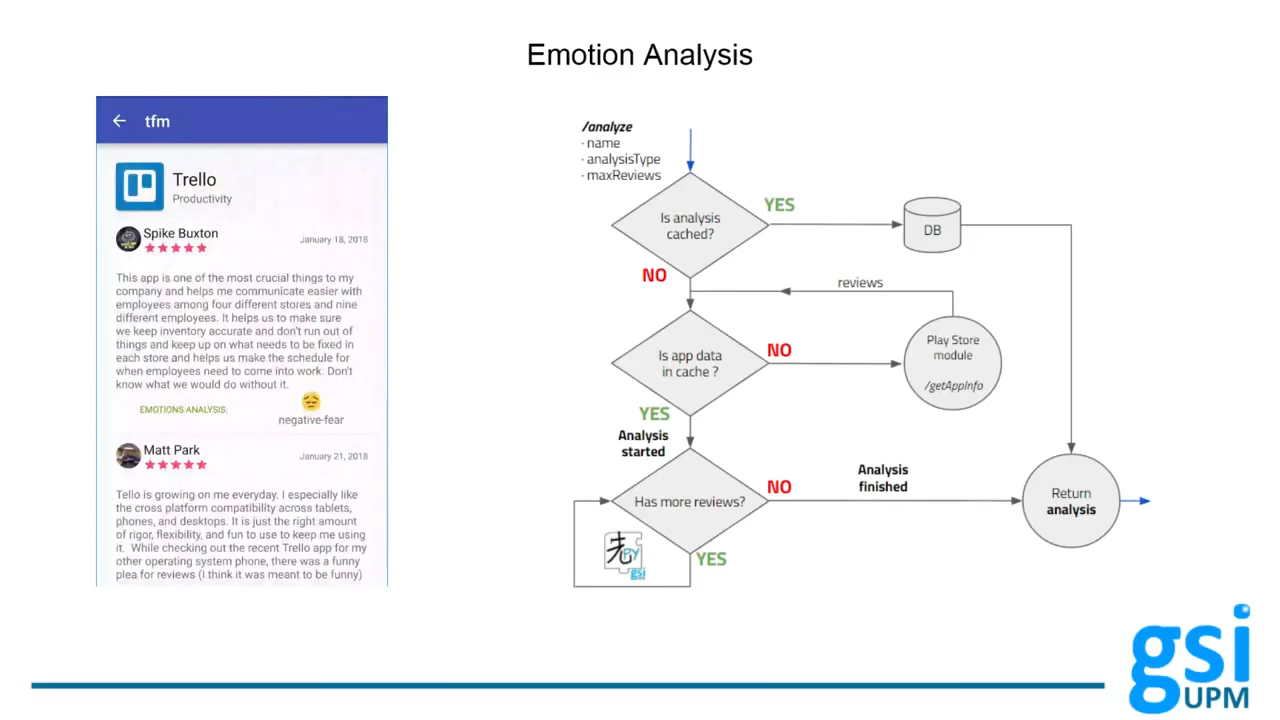 Emotion Analysis
tfm
Trello
Productivity
Spike Buxton
January 18, 2018
This app is one of the most crucial things to my
company and helps me communicate easier with
employees among four different stores and nine
different employees. It helps us to make sure
we keep inventory accurate and don't run out of
things and keep up on what needs to be fixed in
each store and helps us make the schedule for
when employees need to come into work. Don't
know what we would do without it.
EMOTIONS ANALYSIS:
negative-fear
Matt Park
January 21, 2018
Tello is growing on me everyday. I especially like
the cross platform compatibility across tablets,
phones, and desktops. It is just the right amount
of rigor, flexibility, and fun to use to keep me using
it. While checking out the recent Trello app for my
other operating system phone, there was a funny
plea for reviews (I think it was meant to be funny)
/analyze
· name
· analysisType
· maxReviews
Is analysis
cached?
YES
DB
NO
reviews
Is app data
in cache ?
NO
Play Store
module
/getAppInfo
YES
Analysis
started
Has more reviews?
NO
Analysis
finished
Return
analysis
YES
老
PY
gsi
gsi
UPM